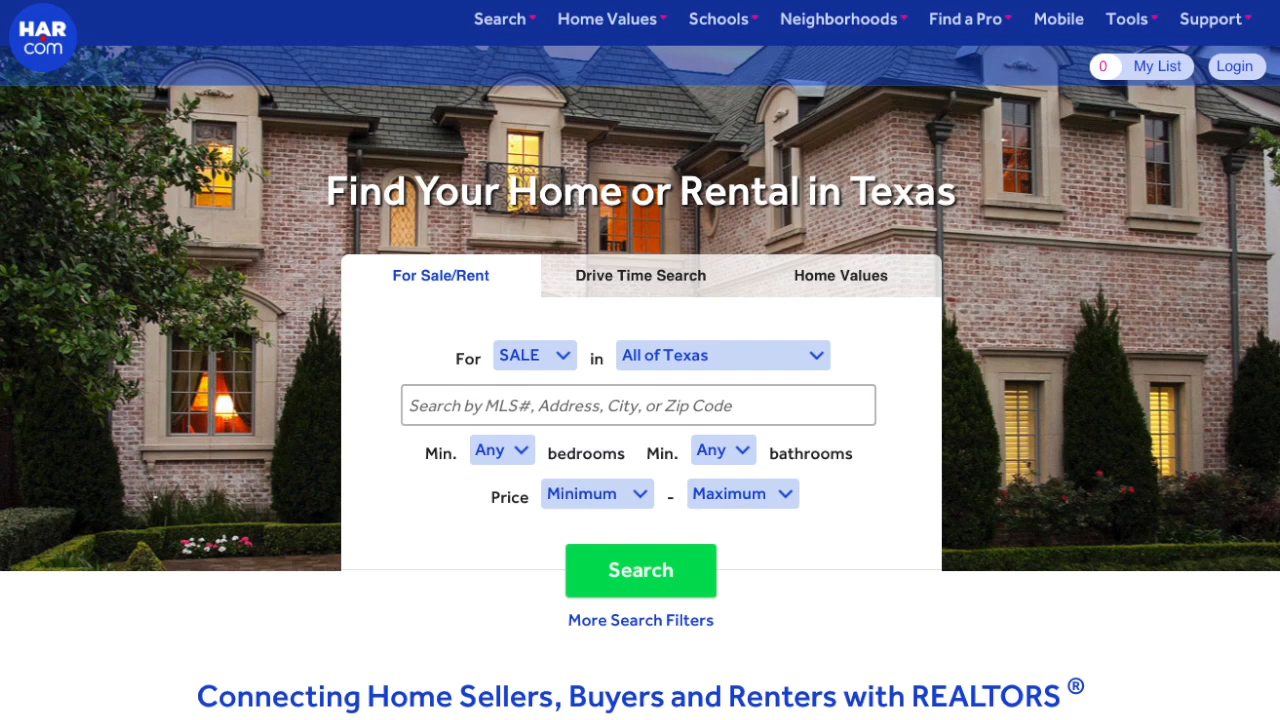 HAR
com
Search Home Values Schools Neighborhoods Find a Pro Mobile Tools Support
0 My List Login
Find Your Home or Rental in Texas
For Sale/Rent Drive Time Search Home Values
For SALE in All of Texas
Search by MLS#, Address, City, or Zip Code
Min. Any bedrooms Min. Any bathrooms
Price Minimum - Maximum
Search
More Search Filters
Connecting Home Sellers, Buyers and Renters with REALTORS ®